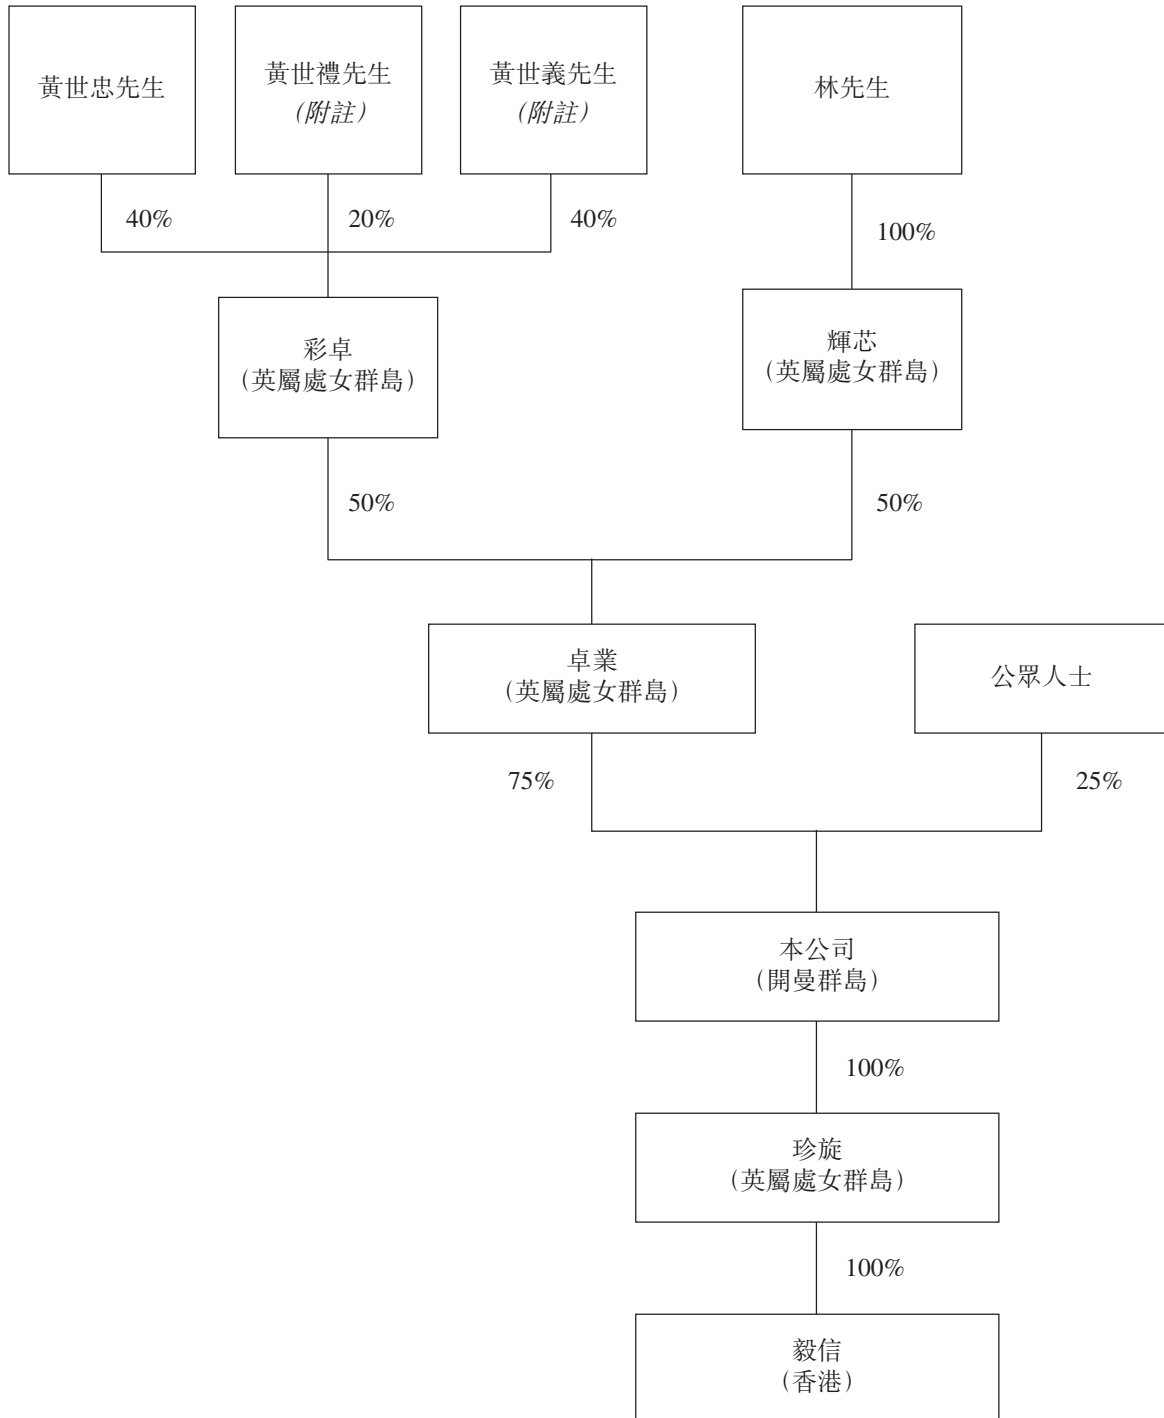 黃世忠先生
黃世禮先生
(附註)
黃世義先生
(附註)
林先生
40%
20%
40%
100%
彩卓
(英屬處女群島)
輝芯
(英屬處女群島)
50%
50%
卓業
(英屬處女群島)
公眾人士
75%
25%
本公司
(開曼群島)
100%
珍旋
(英屬處女群島)
100%
毅信
(香港)